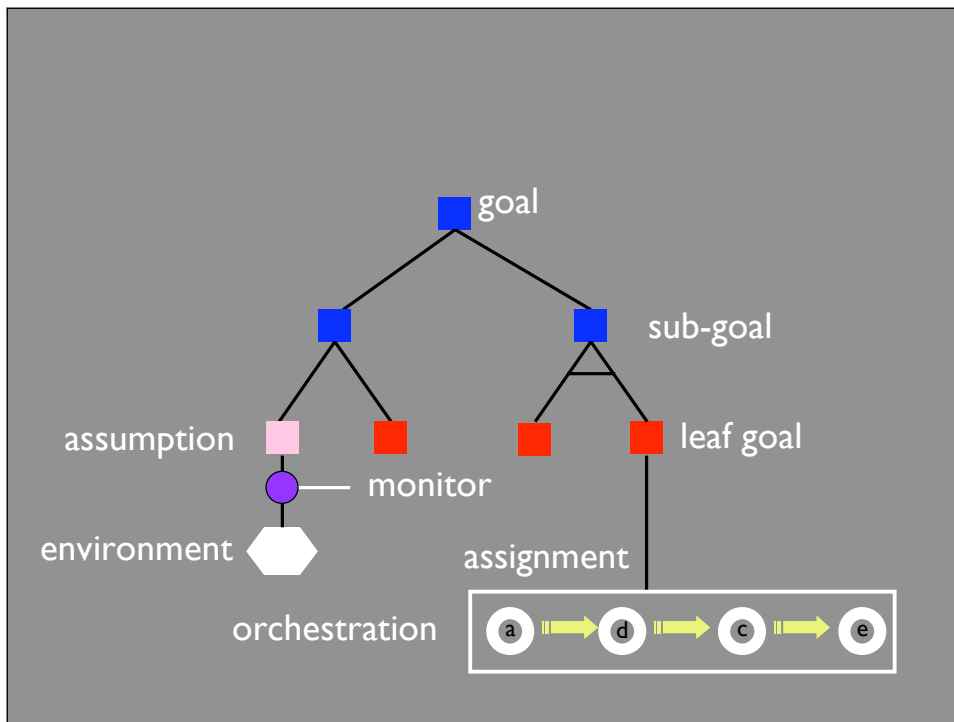 goal
sub-goal
assumption
leaf goal
monitor
environment
assignment
orchestration
a
d
c
e